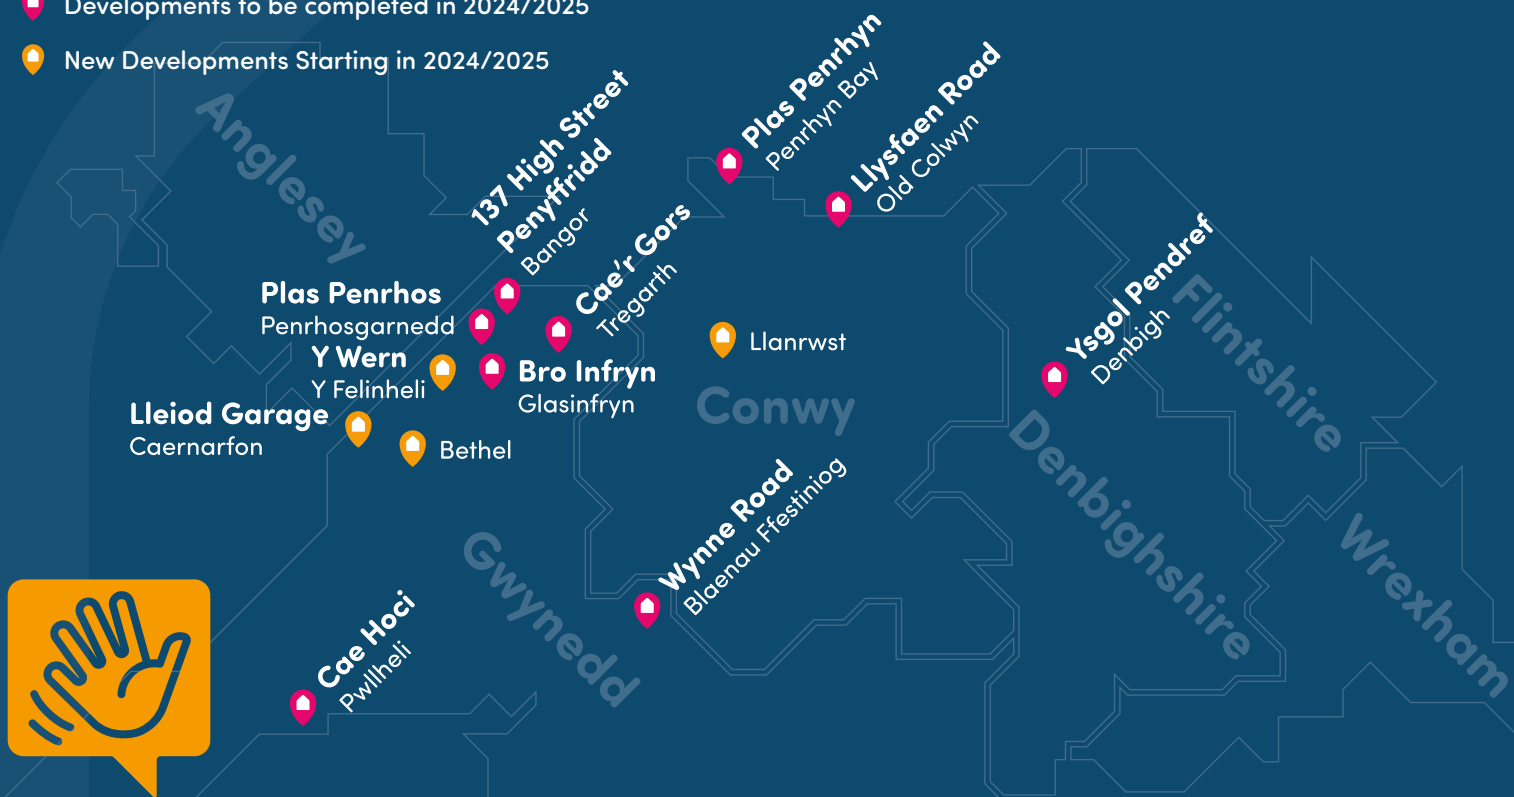 Developments to be completed in 2024/2025
New Developments Starting in 2024/2025
Anglesey
137 High Street
Penyffridd
Bangor
Plas Penrhyn
Penrhyn Bay
Llysfaen Road
Old Colwyn
Cae'r Gors
Tregarth
Plas Penrhos
Penrhosgarnedd
Y Wern
Y Felinheli
Bro Infryn
Glasinfryn
Llanrwst
Ysgol Pendref
Denbigh
Flintshire
Conwy
Lleiod Garage
Caernarfon
Bethel
Denbighshire
Wynne Road
Blaenau Ffestiniog
Gwynedd
Wrexham
Cae Hoci
Pwllheli